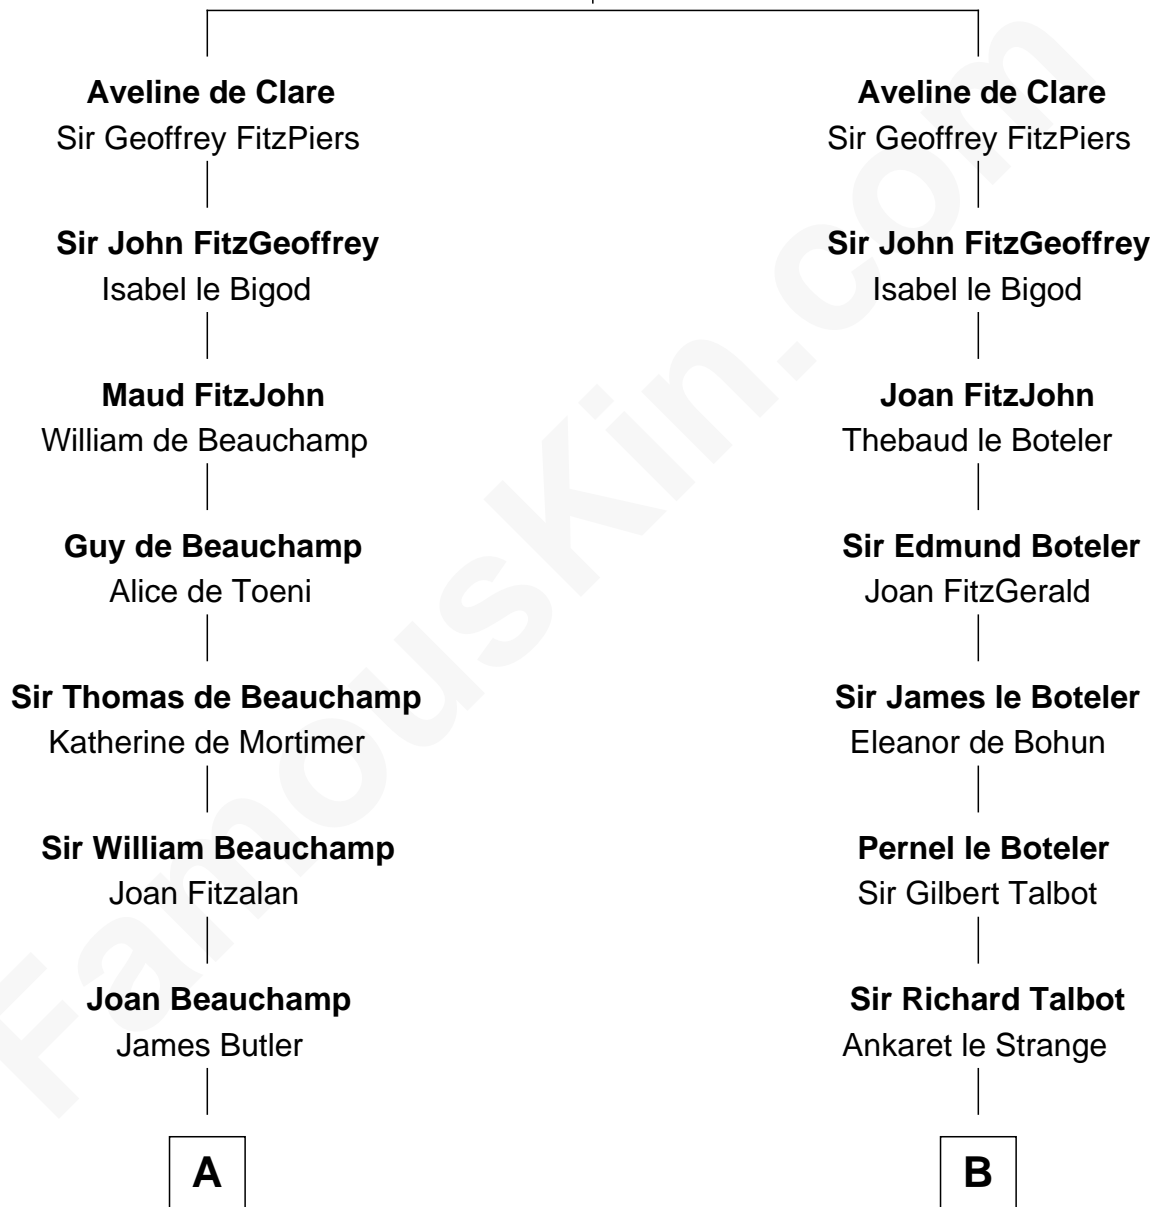 Aveline de Clare
Sir Geoffrey FitzPiers
Sir John FitzGeoffrey
Isabel le Bigod
Maud FitzJohn
William de Beauchamp
Guy de Beauchamp
Alice de Toeni
Sir Thomas de Beauchamp
Katherine de Mortimer
Sir William Beauchamp
Joan Fitzalan
Joan Beauchamp
James Butler
A
Aveline de Clare
Sir Geoffrey FitzPiers
Sir John FitzGeoffrey
Isabel le Bigod
Joan FitzJohn
Thebaud le Boteler
Sir Edmund Boteler
Joan FitzGerald
Sir James le Boteler
Eleanor de Bohun
Pernel le Boteler
Sir Gilbert Talbot
Sir Richard Talbot
Ankaret le Strange
B
FamousKin.com